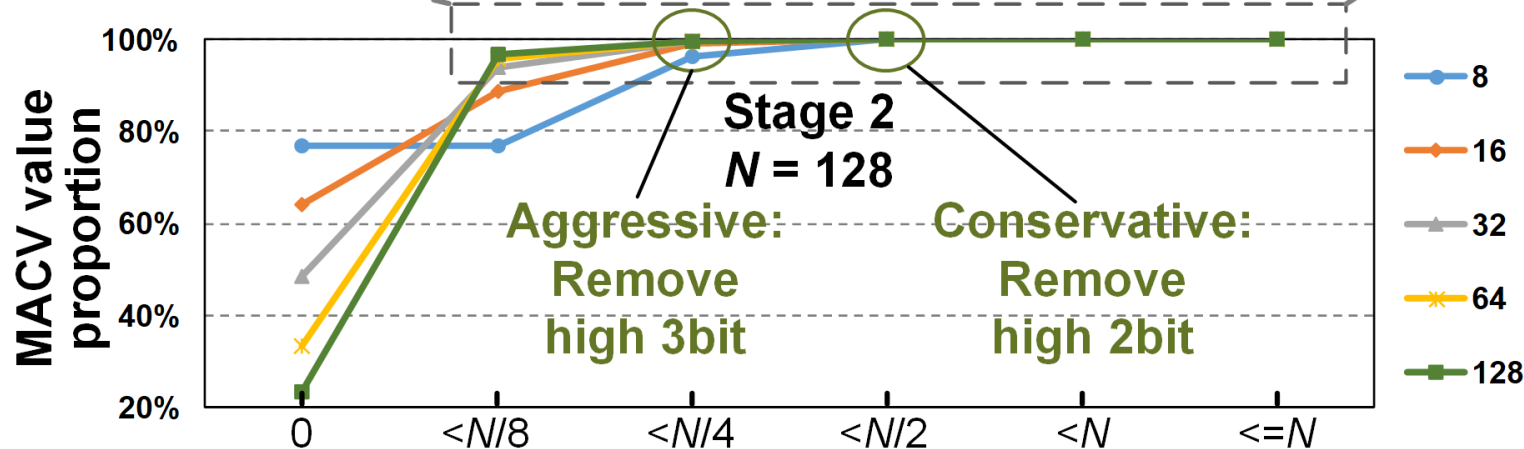 MACV value
proportion
100%
80%
60%
40%
20%
Stage 2
N = 128
Aggressive:
Remove
high 3bit
Conservative:
Remove
high 2bit
0
<N/8
<N/4
<N/2
<N
<=N
8
16
32
64
128